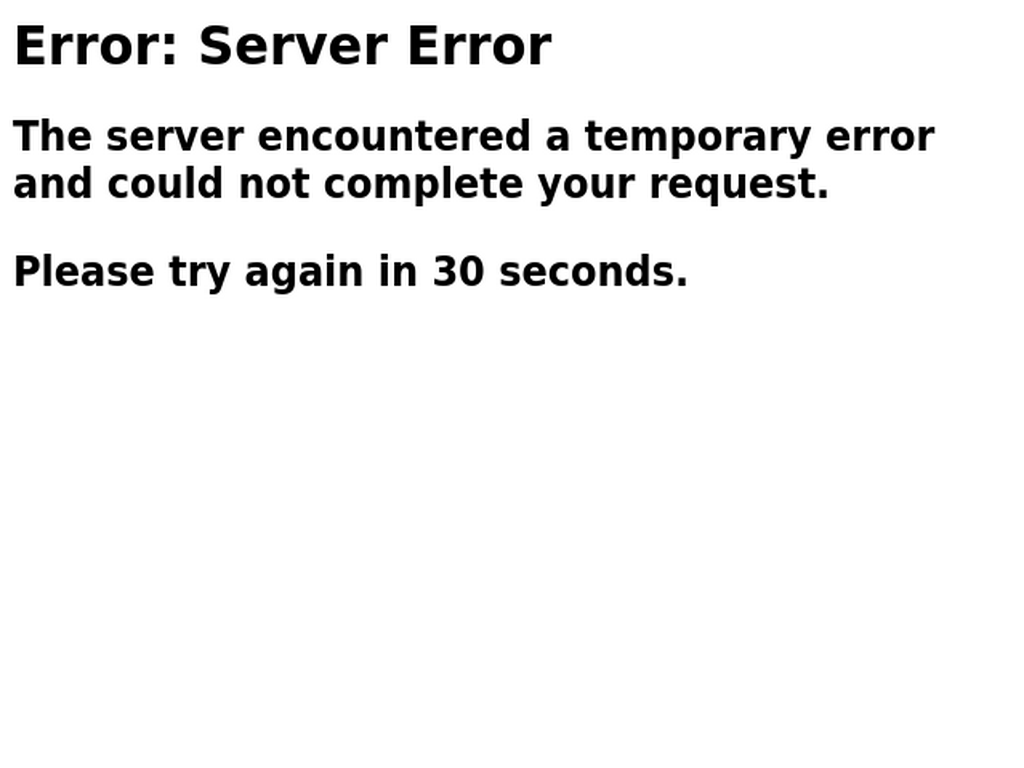 Error: Server Error
The server encountered a temporary error
and could not complete your request.
Please try again in 30 seconds.